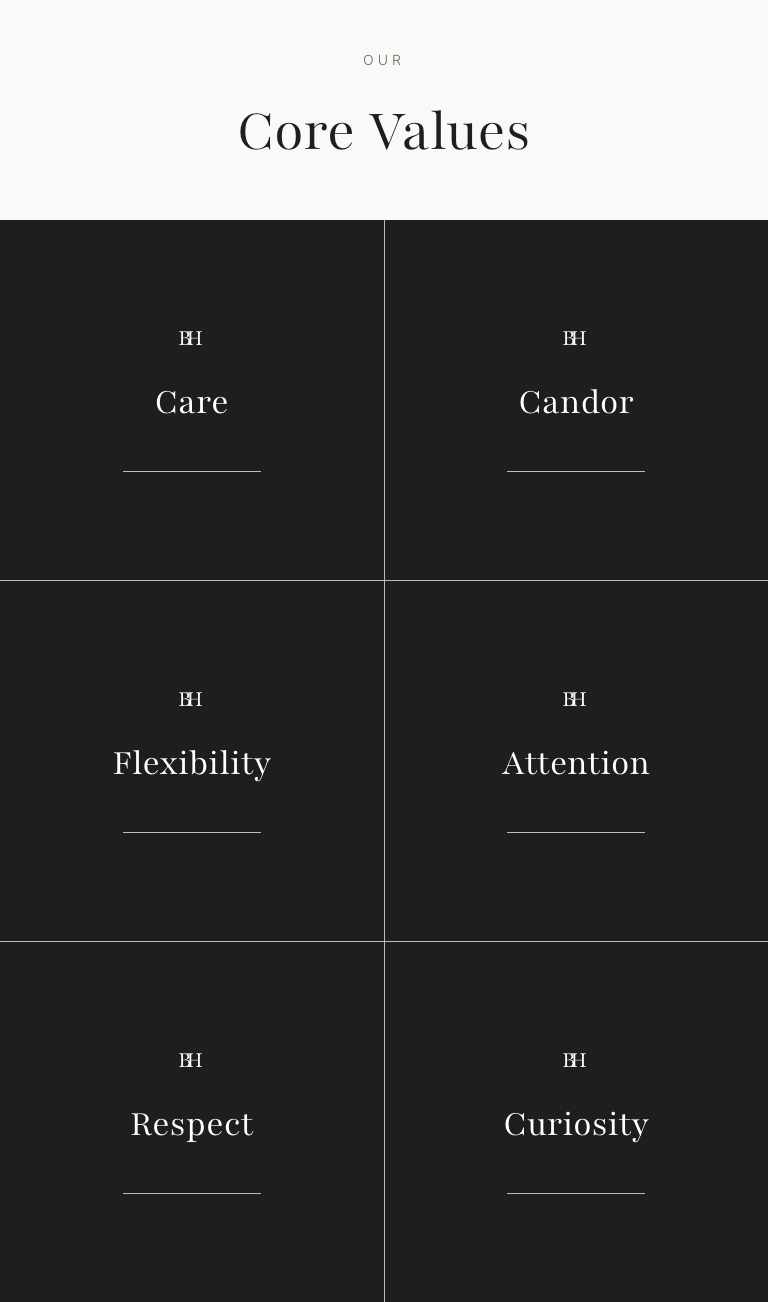 OUR
Core Values
BH
BH
Care
Candor
BH
BH
Flexibility
Attention
BH
BH
Respect
Curiosity